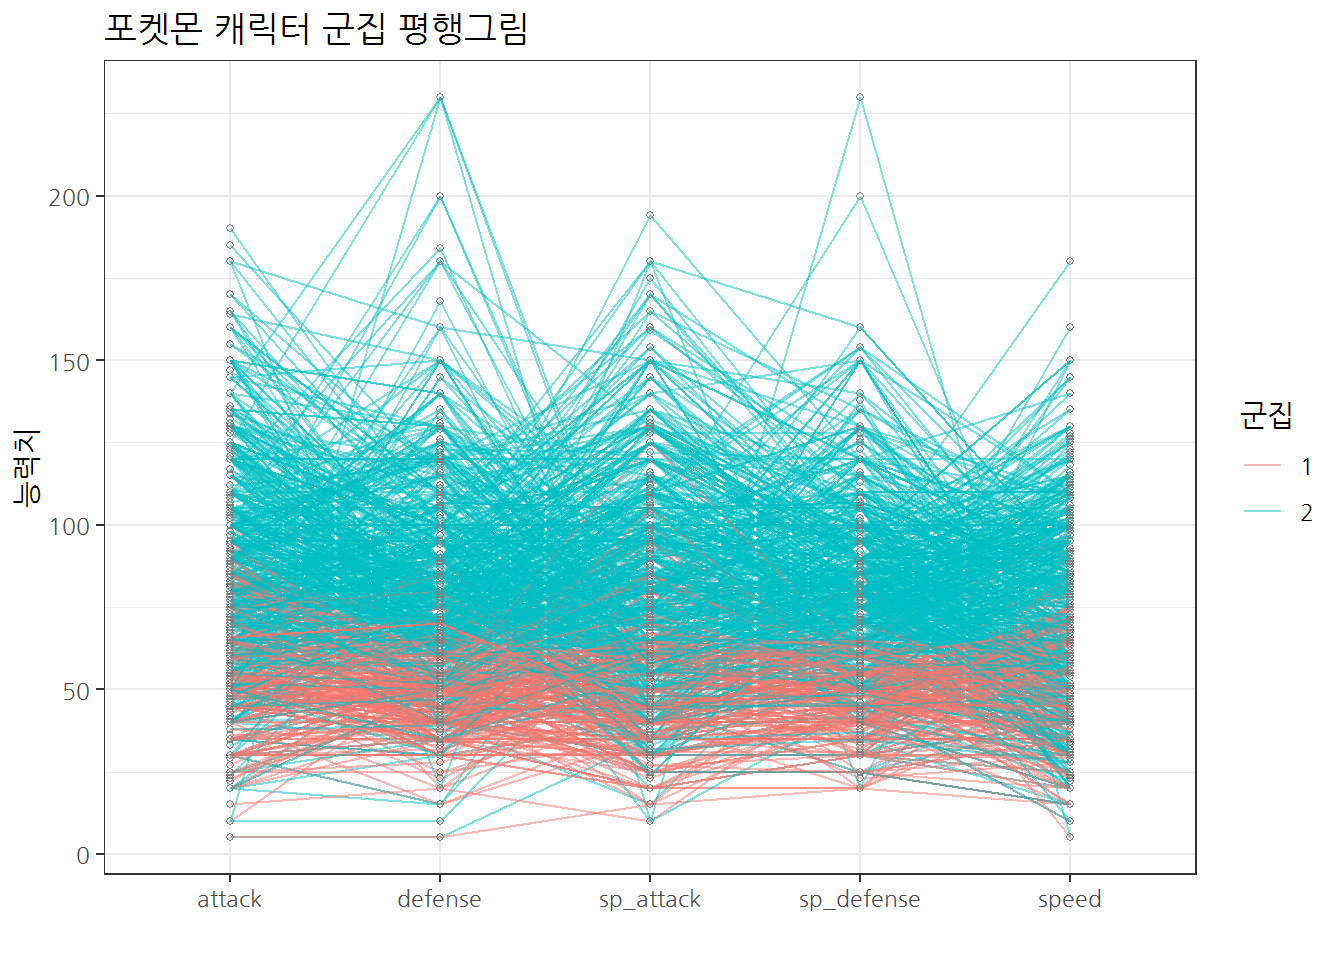 포켓몬 캐릭터 군집 평행그림
능력치
200
150
100
50
0
attack
defense
sp_attack
sp_defense
speed
군집
1
2